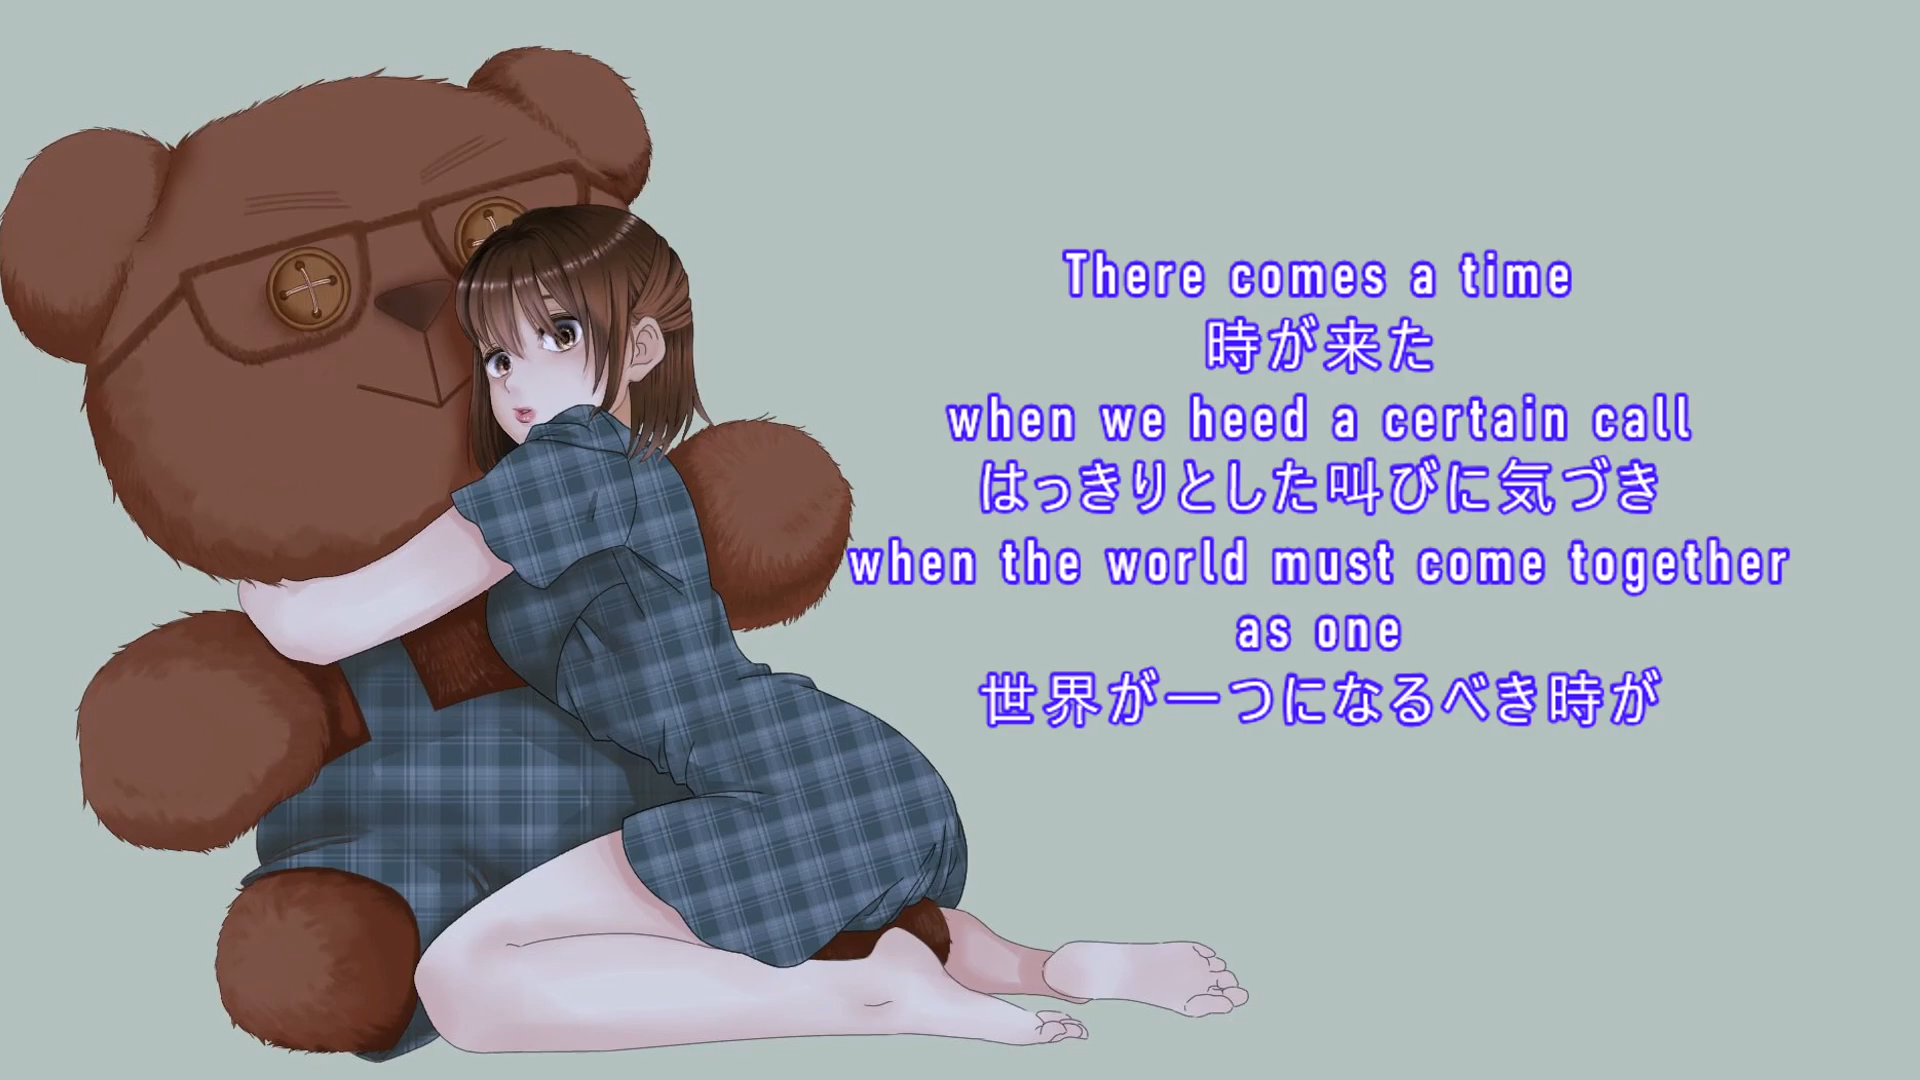 There comes a time
時が来た
when we heed a certain call
はっきりとした叫びに気づき
when the world must come together
as one
世界が一つになるべき時が